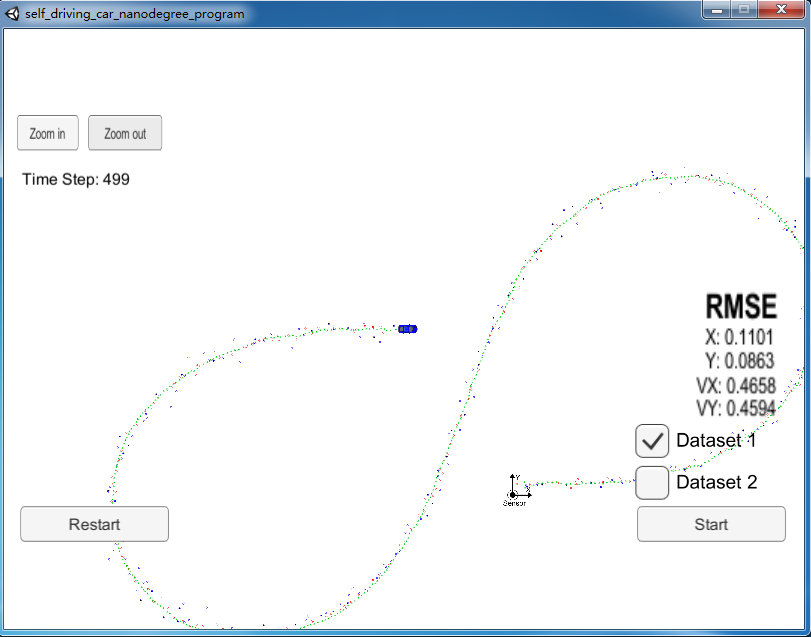 self_driving_car_nanodegree_program
Zoom in
Zoom out
Time Step: 499
RMSE
X: 0.1101
Y: 0.0863
VX: 0.4658
VY: 0.4594
Dataset 1
Y
X
Sensor
Dataset 2
Restart
Start